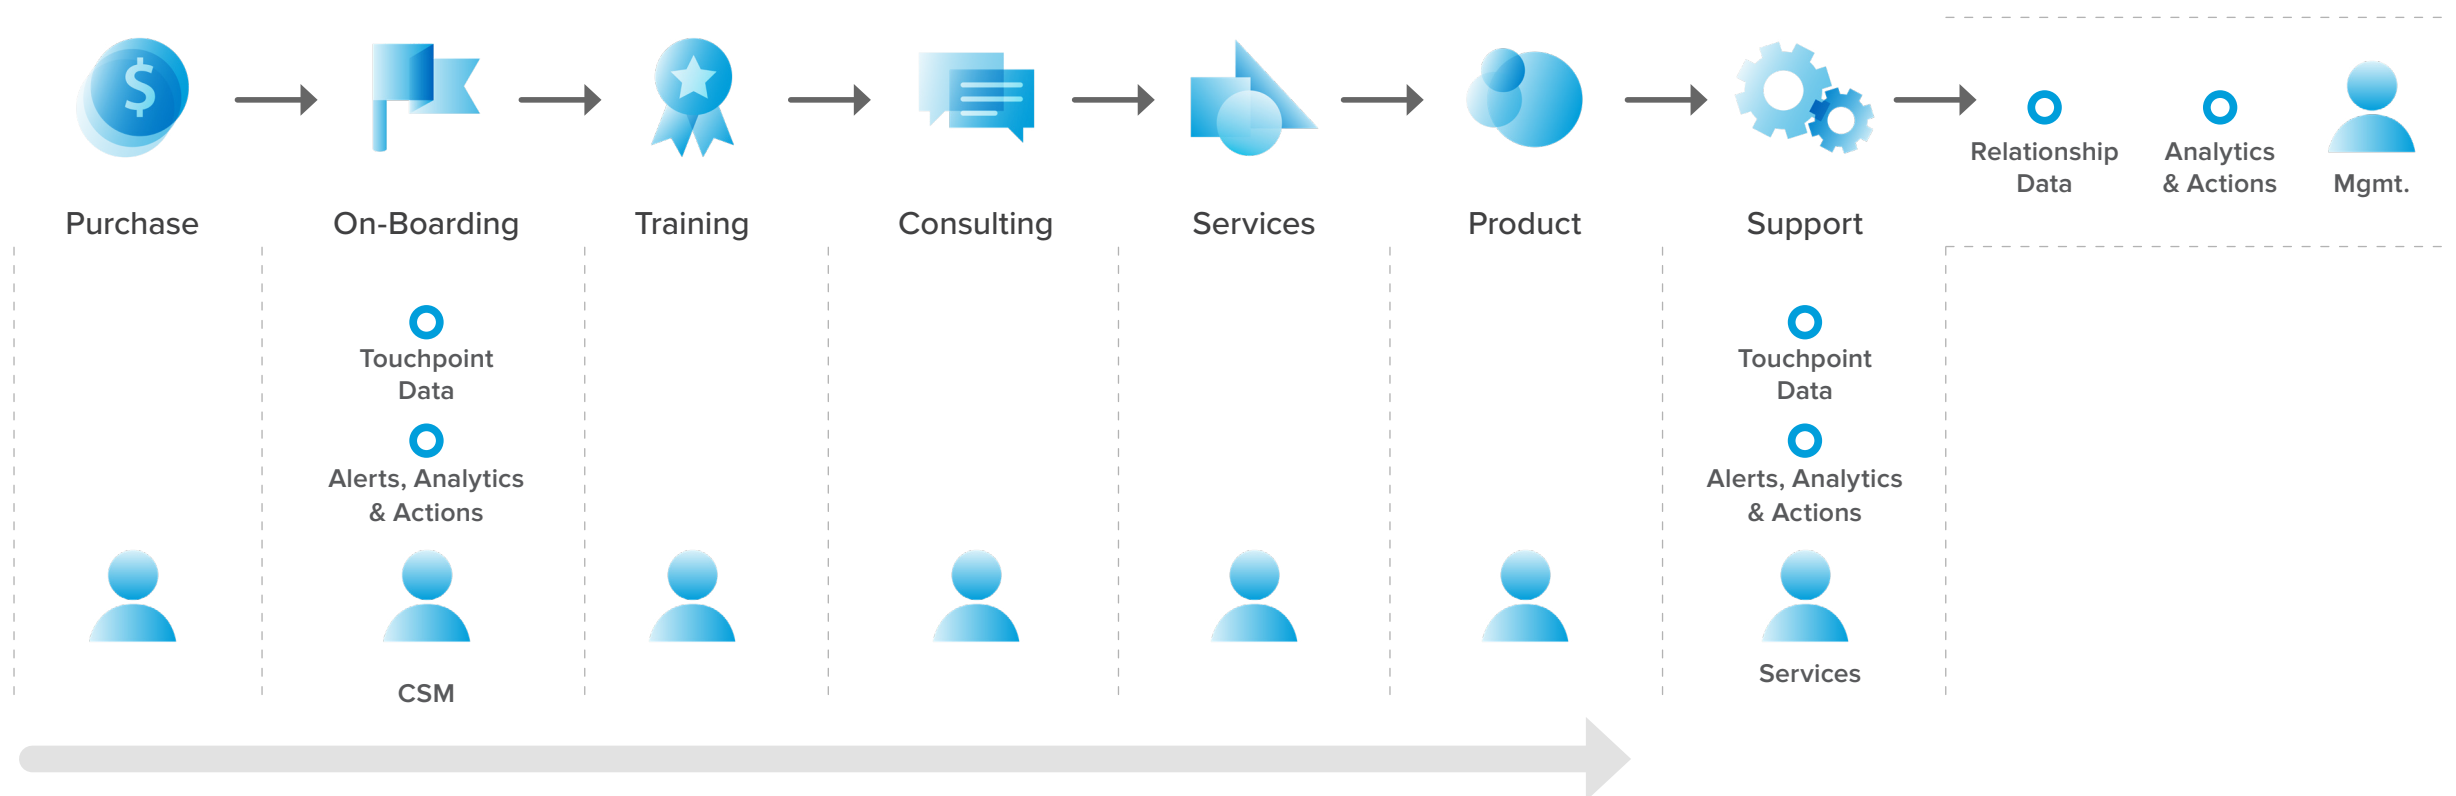 Purchase
On-Boarding
Training
Consulting
Services
Product
Support
Relationship
Data
Analytics
& Actions
Mgmt.
Touchpoint
Data
Alerts, Analytics
& Actions
CSM
Touchpoint
Data
Alerts, Analytics
& Actions
Services